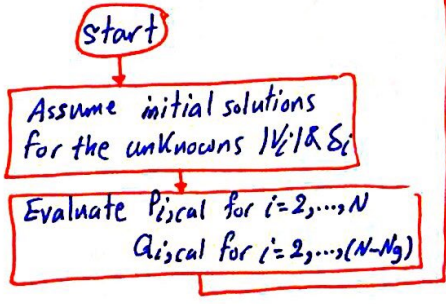 start
Assume initial solutions
for the unknowns |Vi| & δi
Evaluate Pi,cal for i=2,...,N
Qi,cal for i=2,...,(N-Ng)